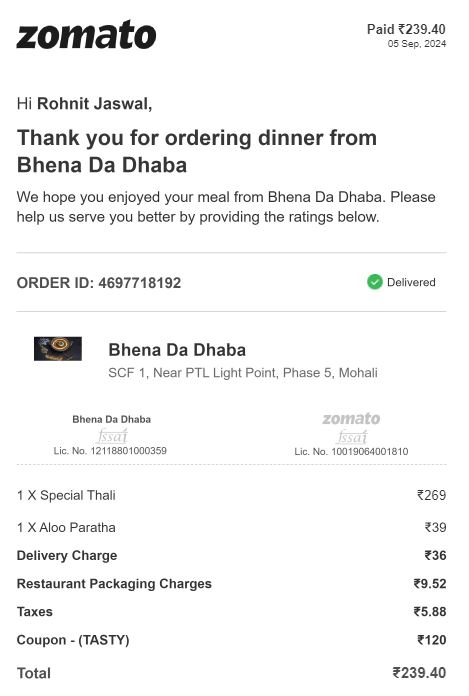 zomato
Paid ₹239.40
05 Sep, 2024
Hi Rohnit Jaswal,
Thank you for ordering dinner from
Bhena Da Dhaba
We hope you enjoyed your meal from Bhena Da Dhaba. Please
help us serve you better by providing the ratings below.
ORDER ID: 4697718192
Delivered
Bhena Da Dhaba
SCF 1, Near PTL Light Point, Phase 5, Mohali
Bhena Da Dhaba
fssai
Lic. No. 12118801000359
zomato
fssai
Lic. No. 10019064001810
1 X Special Thali ₹269
1 X Aloo Paratha ₹39
Delivery Charge ₹36
Restaurant Packaging Charges ₹9.52
Taxes ₹5.88
Coupon - (TASTY) ₹120
Total ₹239.40